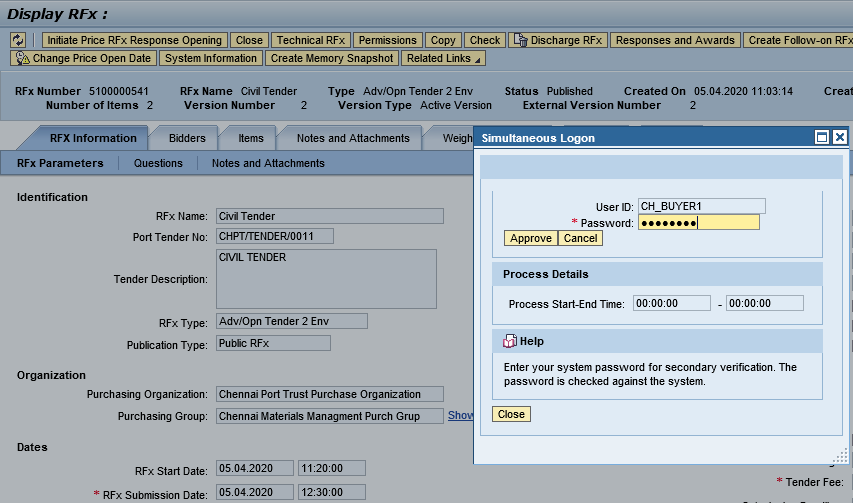 Display RFx :
Initiate Price RFx Response Opening Close Technical RFx Permissions Copy Check Discharge RFx Responses and Awards Create Follow-on RFx
Change Price Open Date System Information Create Memory Snapshot Related Links
RFx Number 5100000541 RFx Name Civil Tender Type Adv/Opn Tender 2 Env Status Published Created On 05.04.2020 11:03:14
Number of Items 2 Version Number 2 Version Type Active Version External Version Number 2
RFX Information Bidders Items Notes and Attachments
RFx Parameters Questions Notes and Attachments
Identification
RFx Name: Civil Tender
Port Tender No: CHPT/TENDER/0011
Tender Description: CIVIL TENDER
RFx Type: Adv/Opn Tender 2 Env
Publication Type: Public RFx
Organization
Purchasing Organization: Chennai Port Trust Purchase Organization
Purchasing Group: Chennai Materials Managment Purch Grup Show
Dates
RFx Start Date: 05.04.2020 11:20:00
* RFx Submission Date: 05.04.2020 12:30:00
Simultaneous Logon
User ID: CH_BUYER1
* Password: ●●●●●●●●
Approve Cancel
Process Details
Process Start-End Time: 00:00:00 - 00:00:00
Help
Enter your system password for secondary verification. The
password is checked against the system.
Close
* Tender Fee: